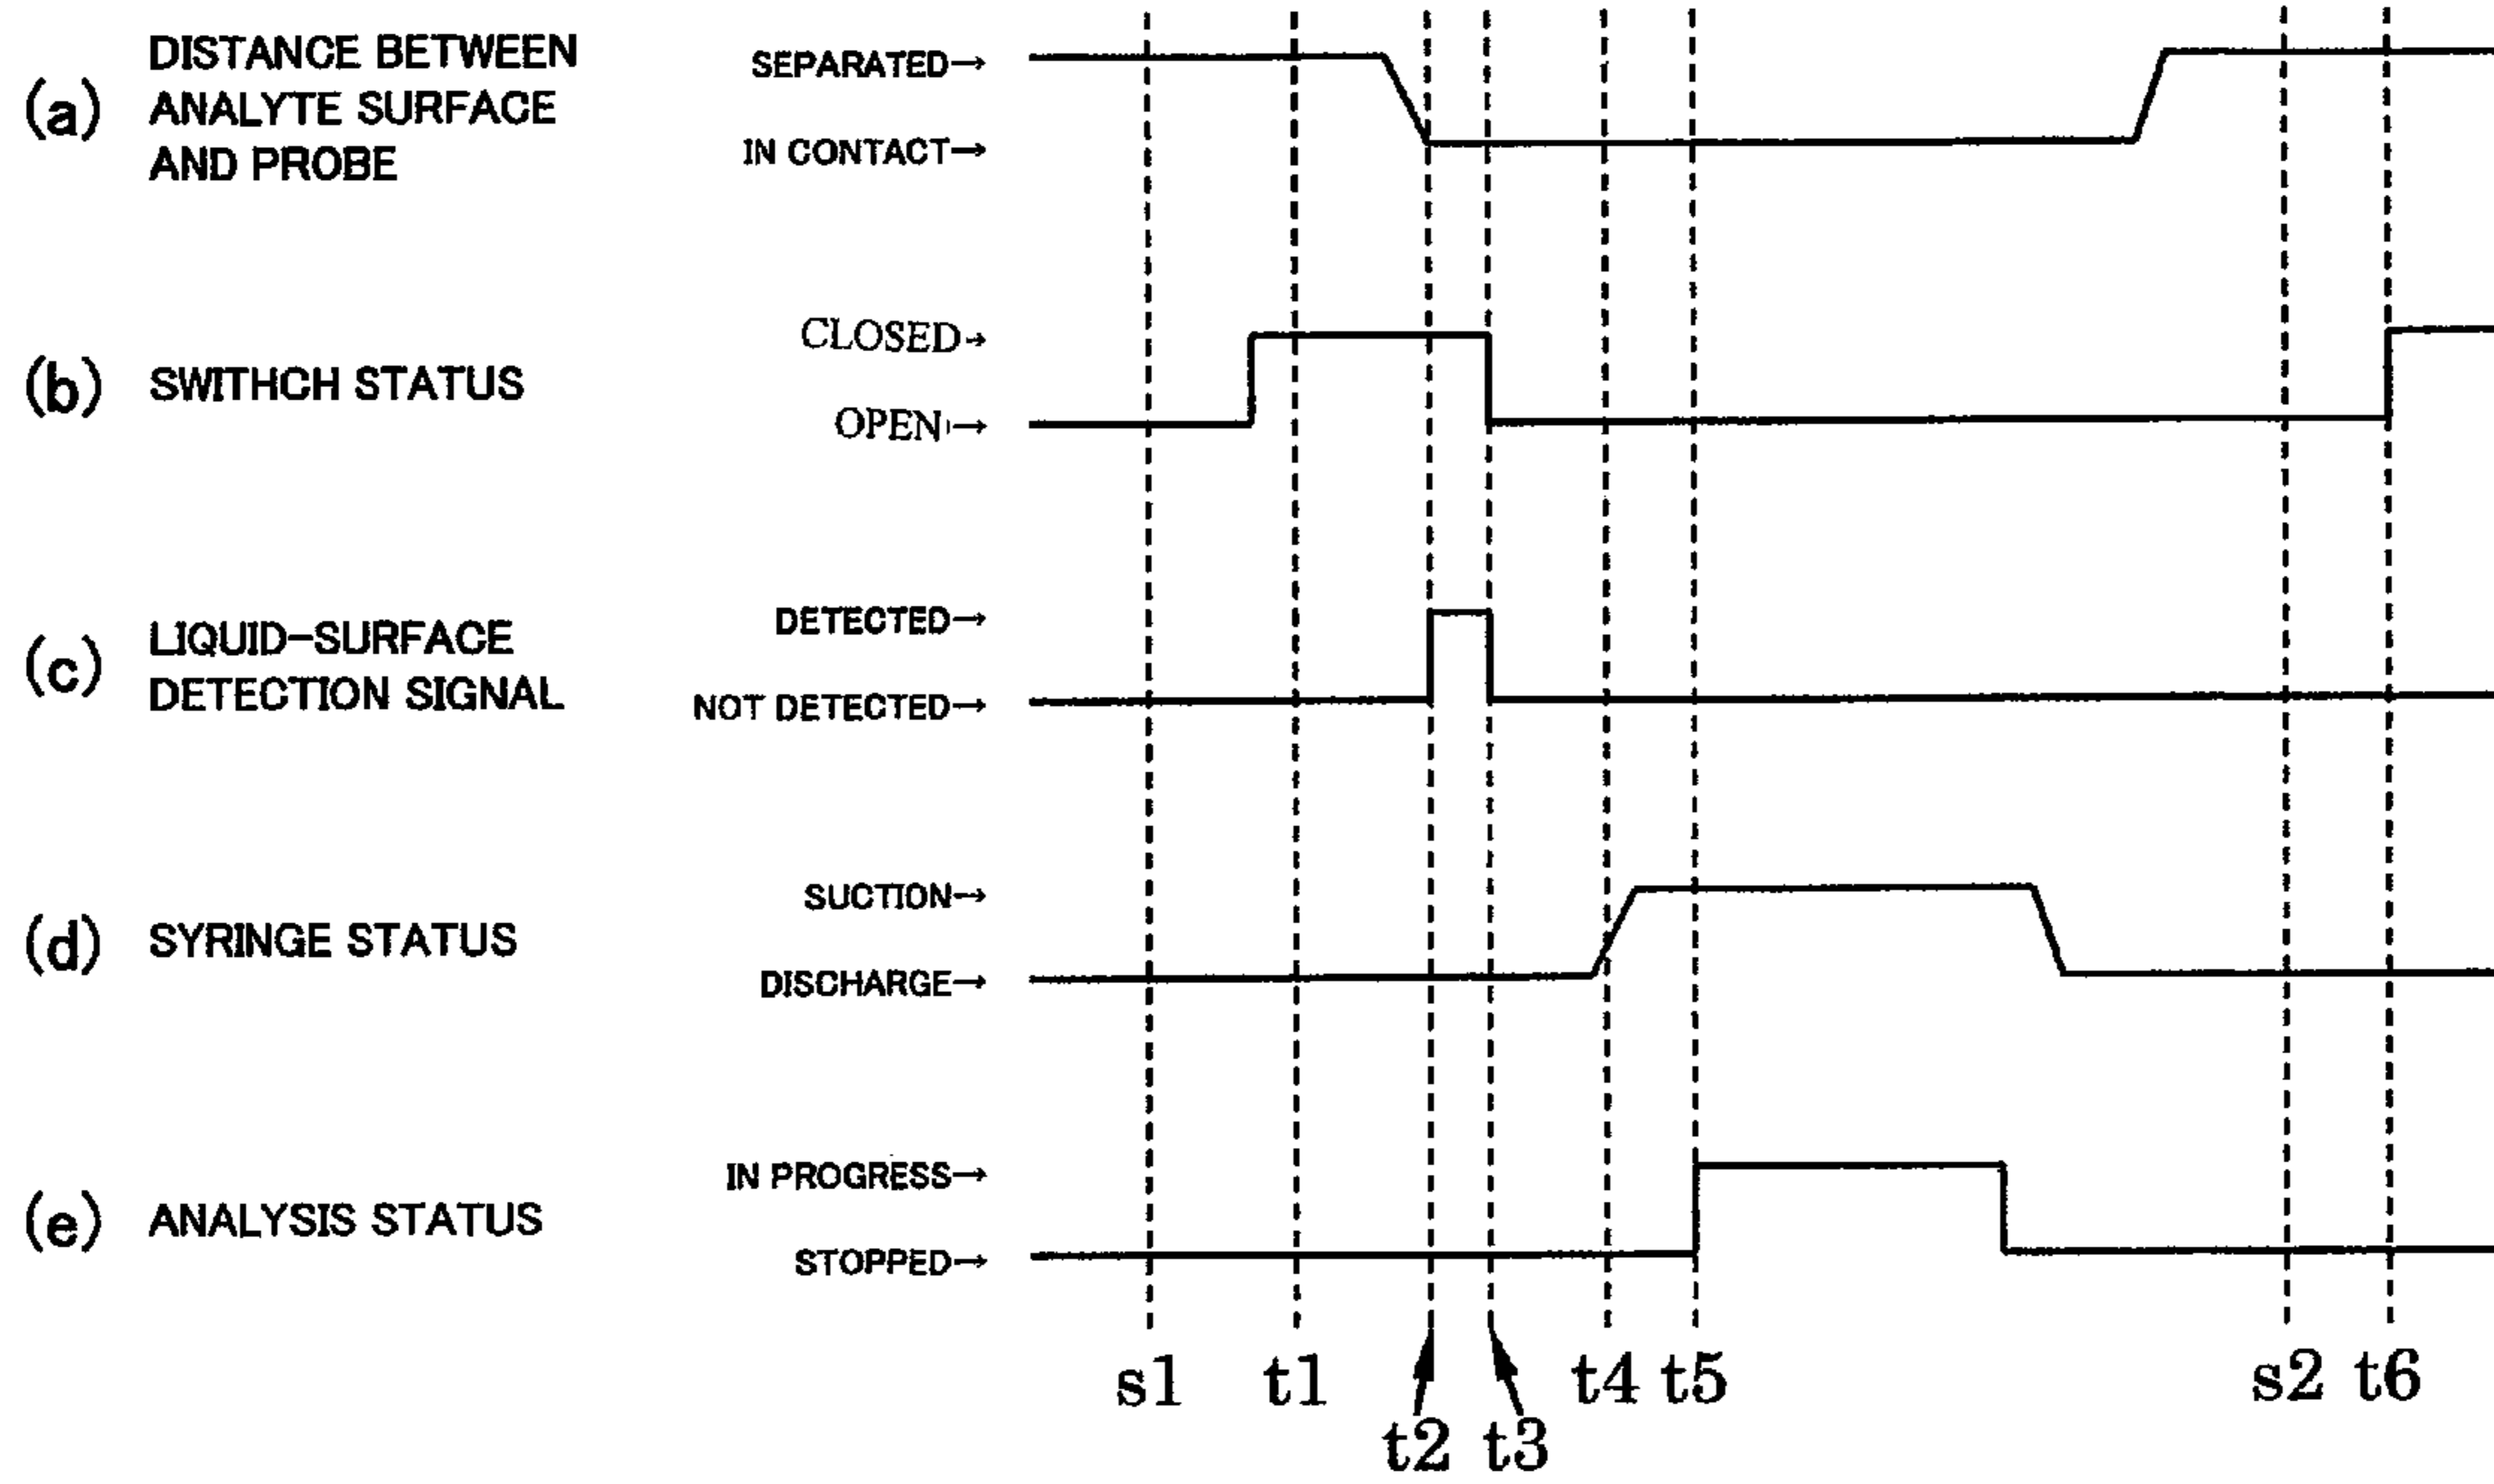 (a) DISTANCE BETWEEN
ANALYTE SURFACE
AND PROBE
SEPARATED→
IN CONTACT→
(b) SWITHCH STATUS
CLOSED→
OPEN→
(c) LIQUID-SURFACE
DETECTION SIGNAL
DETECTED→
NOT DETECTED→
(d) SYRINGE STATUS
SUCTION→
DISCHARGE→
(e) ANALYSIS STATUS
IN PROGRESS→
STOPPED→
s1 t1 t4 t5 s2 t6
t2 t3